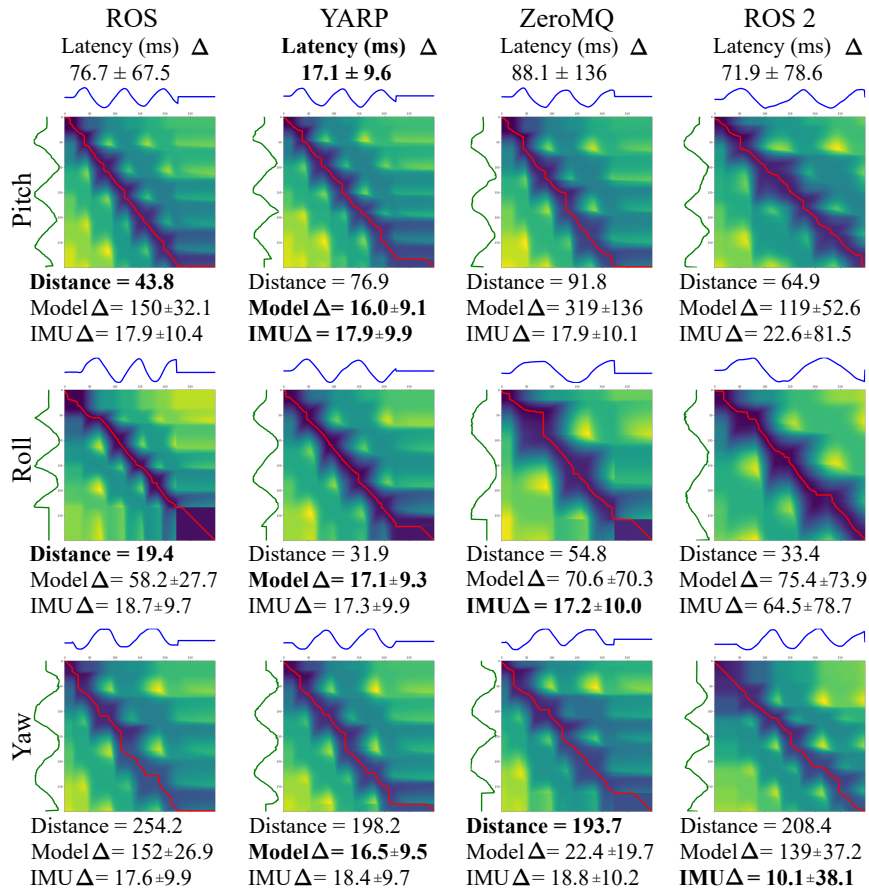 ROS YARP ZeroMQ ROS 2
Latency (ms) Δ Latency (ms) Δ Latency (ms) Δ Latency (ms) Δ
76.7 ± 67.5 17.1 ± 9.6 88.1 ± 136 71.9 ± 78.6
Pitch
Distance = 43.8 Distance = 76.9 Distance = 91.8 Distance = 64.9
Model Δ = 150±32.1 Model Δ = 16.0±9.1 Model Δ = 319±136 Model Δ = 119±52.6
IMU Δ = 17.9±10.4 IMU Δ = 17.9±9.9 IMU Δ = 17.9±10.1 IMU Δ = 22.6±81.5
Roll
Distance = 19.4 Distance = 31.9 Distance = 54.8 Distance = 33.4
Model Δ = 58.2±27.7 Model Δ = 17.1±9.3 Model Δ = 70.6±70.3 Model Δ = 75.4±73.9
IMU Δ = 18.7±9.7 IMU Δ = 17.3±9.9 IMU Δ = 17.2±10.0 IMU Δ = 64.5±78.7
Yaw
Distance = 254.2 Distance = 198.2 Distance = 193.7 Distance = 208.4
Model Δ = 152±26.9 Model Δ = 16.5±9.5 Model Δ = 22.4±19.7 Model Δ = 139±37.2
IMU Δ = 17.6±9.9 IMU Δ = 18.4±9.7 IMU Δ = 18.8±10.2 IMU Δ = 10.1±38.1